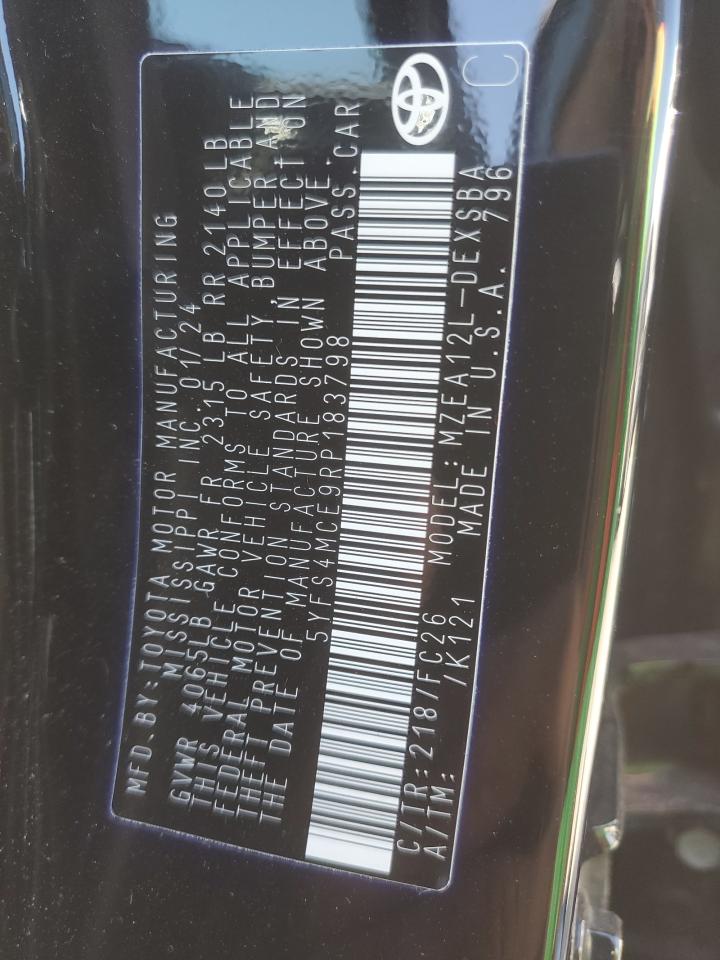 MFD.BY:TOYOTA MOTOR MANUFACTURING
MISSISSIPPI INC. 01/24
GVWR 4065LB GAWR FR 2315 LB RR 2140LB
THIS VEHICLE CONFORMS TO ALL APPLICABLE
FEDERAL MOTOR VEHICLE SAFETY, BUMPER AND
THEFT PREVENTION STANDARDS IN EFFECT ON
THE DATE OF MANUFACTURE SHOWN ABOVE.
5YFS4MCE9RP183798 PASS.CAR
C/TR:218/FC26 MODEL:MZEA12L-DEXSBA
A/TM: /K121 MADE IN U.S.A. 796
C